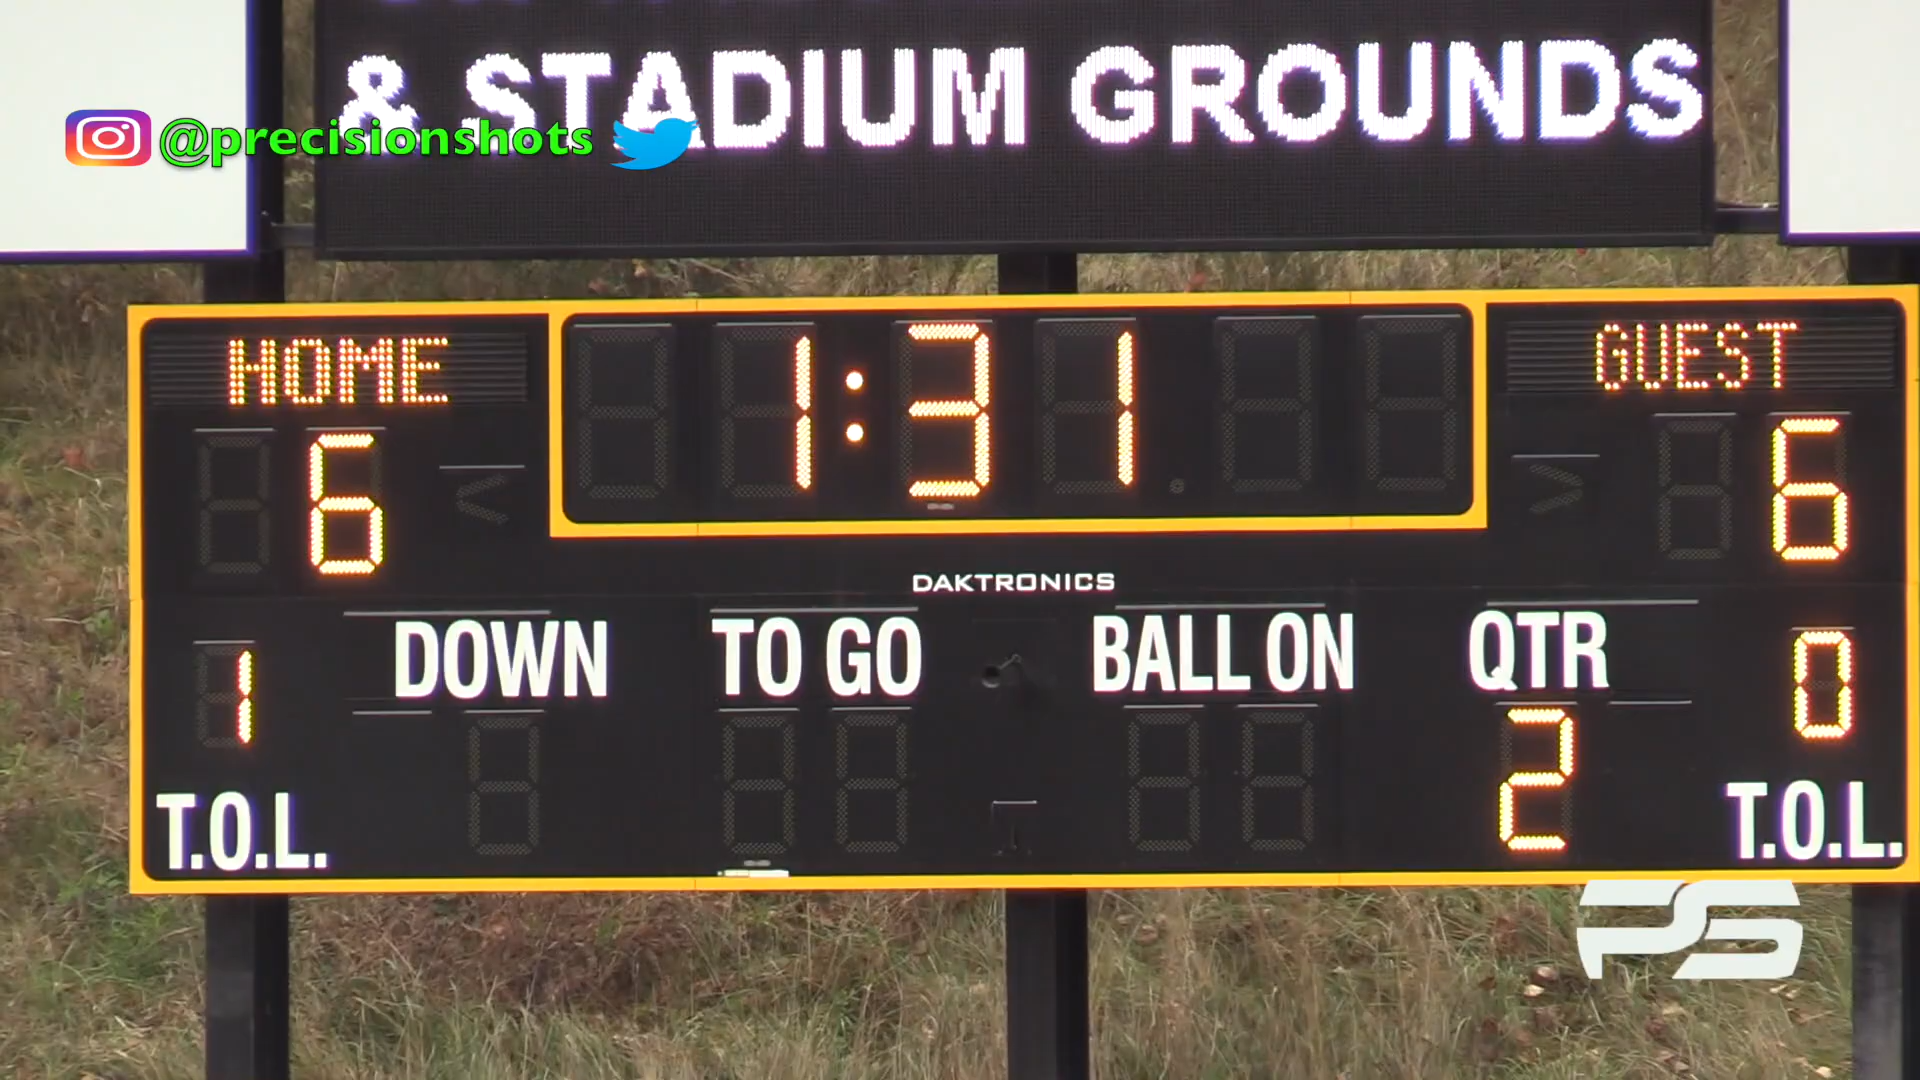 & STADIUM GROUNDS
@precisionshots
HOME 1:31 GUEST
6 6
DAKTRONICS
1 DOWN TO GO BALL ON QTR 0
2
T.O.L. T.O.L.
PS